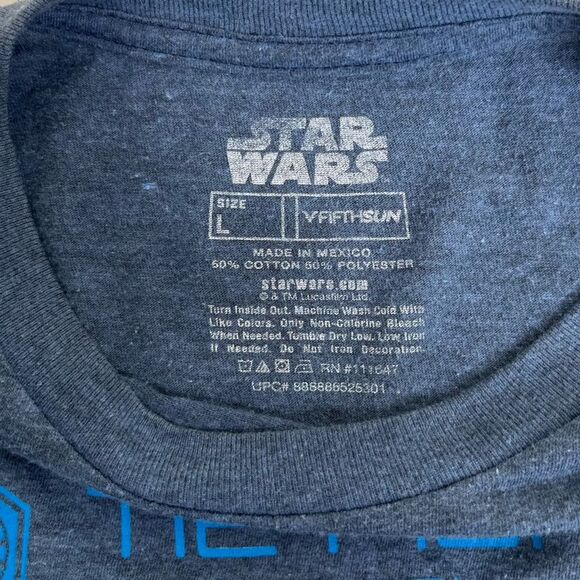 STAR
WARS
SIZE
L
FIFTHSUN
MADE IN MEXICO
50% COTTON 50% POLYESTER
starwars.com
© & TM Lucasfilm Ltd.
Turn Inside Out. Machine Wash Cold With
Like Colors. Only Non-Chlorine Bleach
When Needed. Tumble Dry Low. Low Iron
If Needed. Do Not Iron Decoration
RN #111647
UPC# 888886525301